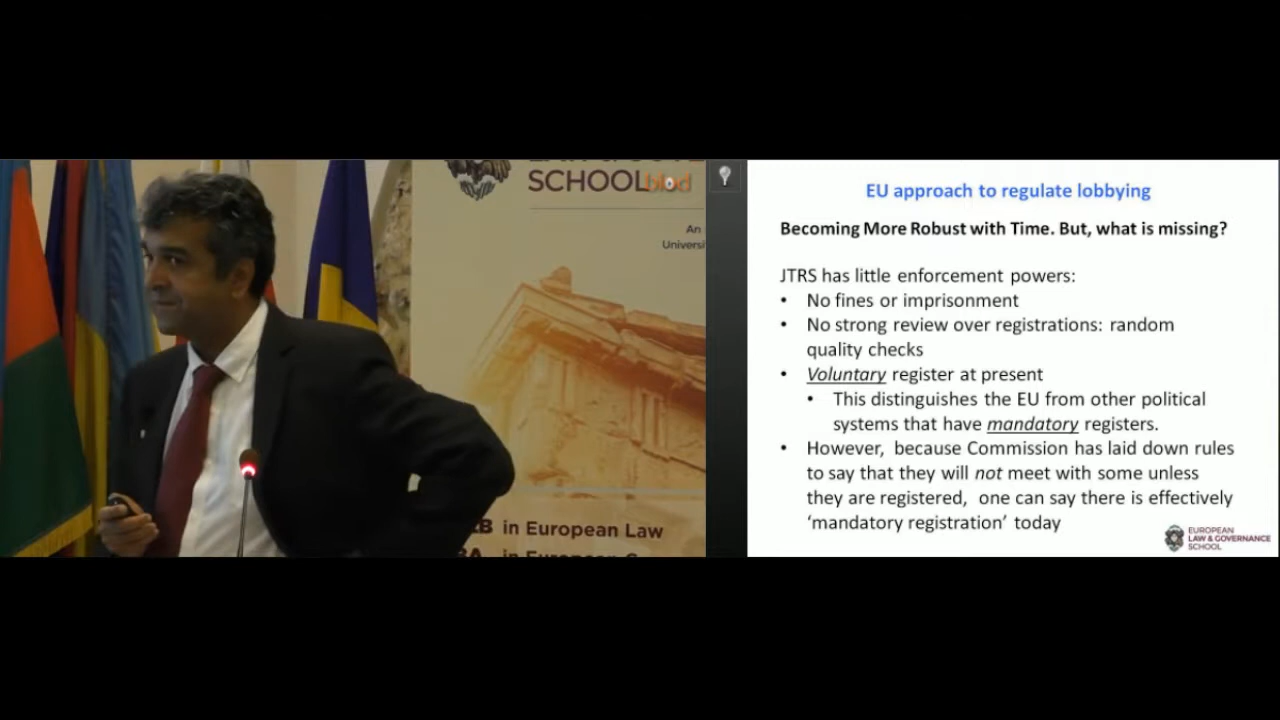 SCHOOL
blod
An
in European Law
EU approach to regulate lobbying
Becoming More Robust with Time. But, what is missing?
JTRS has little enforcement powers:
• No fines or imprisonment
• No strong review over registrations: random
quality checks
• Voluntary register at present
• This distinguishes the EU from other political
systems that have mandatory registers.
• However, because Commission has laid down rules
to say that they will not meet with some unless
they are registered, one can say there is effectively
‘mandatory registration’ today
EUROPEAN
LAW & GOVERNANCE
SCHOOL